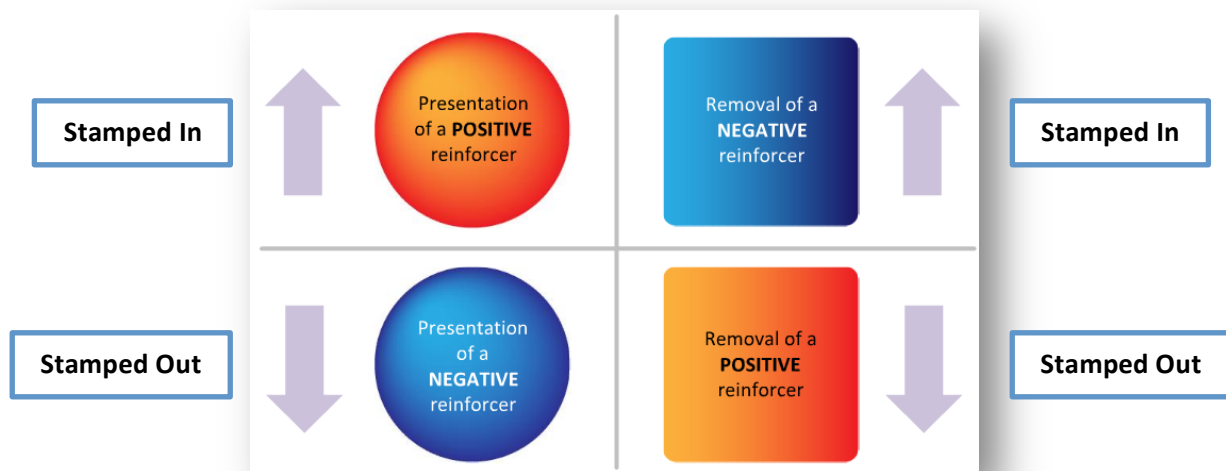 Stamped In
Presentation
of a POSITIVE
reinforcer
Removal of a
NEGATIVE
reinforcer
Stamped In
Stamped Out
Presentation
of a
NEGATIVE
reinforcer
Removal of a
POSITIVE
reinforcer
Stamped Out